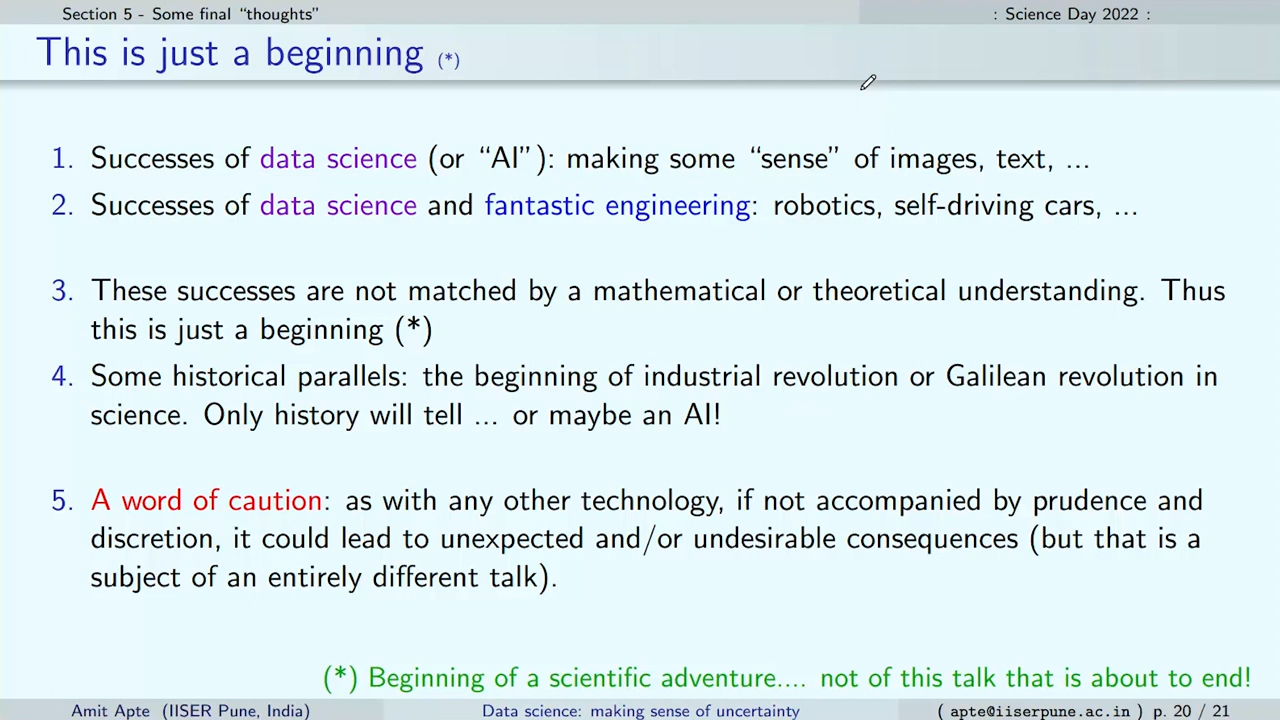 Section 5 - Some final “thoughts”
: Science Day 2022 :
This is just a beginning (*)
1. Successes of data science (or “AI”): making some “sense” of images, text, ...
2. Successes of data science and fantastic engineering: robotics, self-driving cars, ...
3. These successes are not matched by a mathematical or theoretical understanding. Thus
this is just a beginning (*)
4. Some historical parallels: the beginning of industrial revolution or Galilean revolution in
science. Only history will tell ... or maybe an AI!
5. A word of caution: as with any other technology, if not accompanied by prudence and
discretion, it could lead to unexpected and/or undesirable consequences (but that is a
subject of an entirely different talk).
(*) Beginning of a scientific adventure.... not of this talk that is about to end!
Amit Apte (IISER Pune, India)
Data science: making sense of uncertainty
( apte@iiserpune.ac.in ) p. 20 / 21